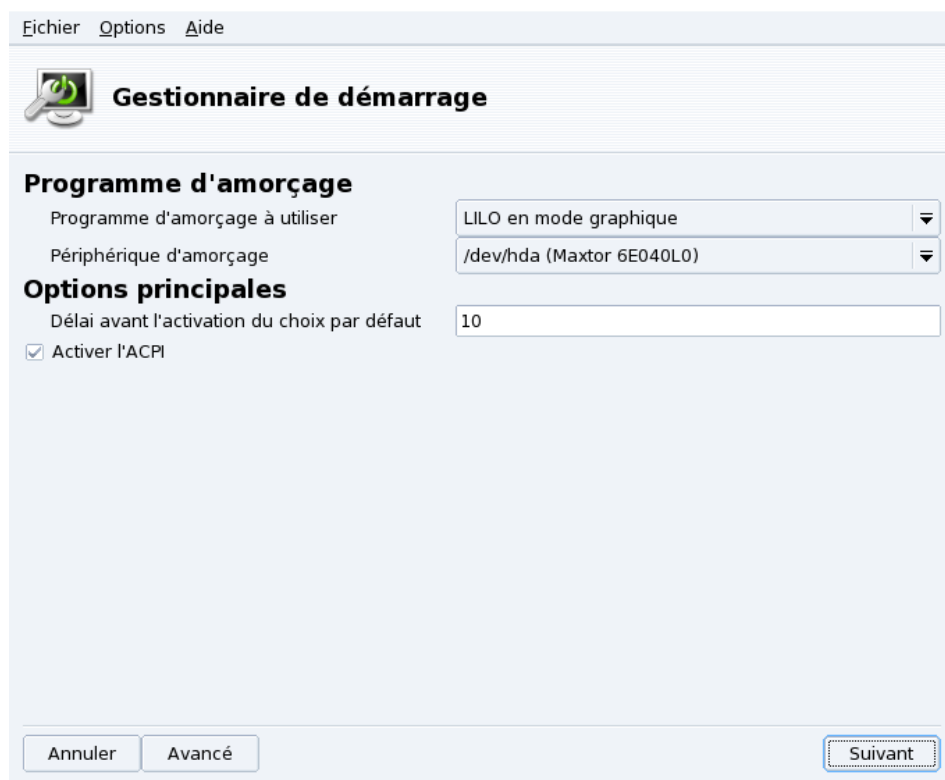 Fichier Options Aide
Gestionnaire de démarrage
Programme d'amorçage
Programme d'amorçage à utiliser LILO en mode graphique
Périphérique d'amorçage /dev/hda (Maxtor 6E040L0)
Options principales
Délai avant l'activation du choix par défaut 10
Activer l'ACPI
Annuler Avancé Suivant